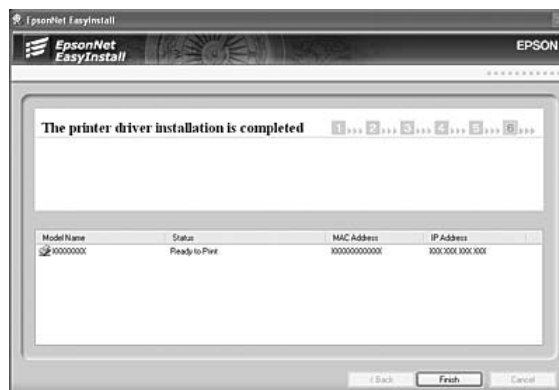 EpsonNet EasyInstall
EpsonNet
EasyInstall
EPSON
The printer driver installation is completed
1 2 3 4 5 6
Model Name Status MAC Address IP Address
XXXXXXXX Ready to Print XXXXXXXXXXXX XXX.XXX.XXX.XXX
< Back Finish Cancel